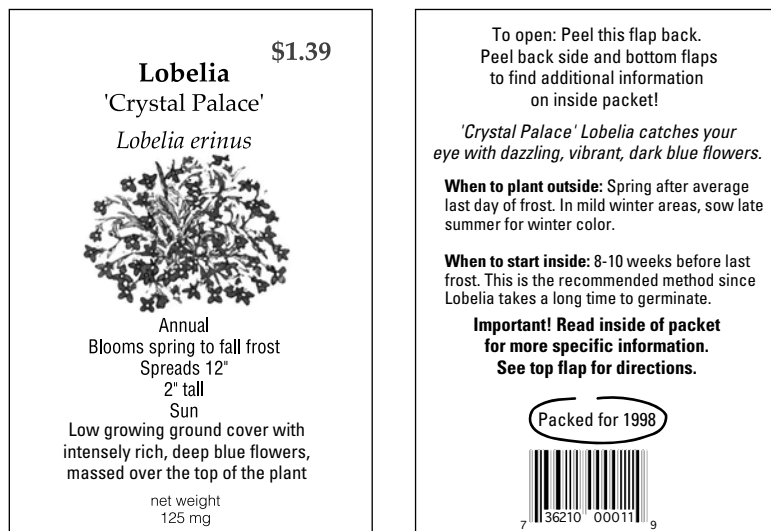 $1.39
Lobelia
'Crystal Palace'
Lobelia erinus
Annual
Blooms spring to fall frost
Spreads 12"
2" tall
Sun
Low growing ground cover with
intensely rich, deep blue flowers,
massed over the top of the plant
net weight
125 mg
To open: Peel this flap back.
Peel back side and bottom flaps
to find additional information
on inside packet!
'Crystal Palace' Lobelia catches your
eye with dazzling, vibrant, dark blue flowers.
When to plant outside: Spring after average
last day of frost. In mild winter areas, sow late
summer for winter color.
When to start inside: 8-10 weeks before last
frost. This is the recommended method since
Lobelia takes a long time to germinate.
Important! Read inside of packet
for more specific information.
See top flap for directions.
Packed for 1998
7 36210 00011 9